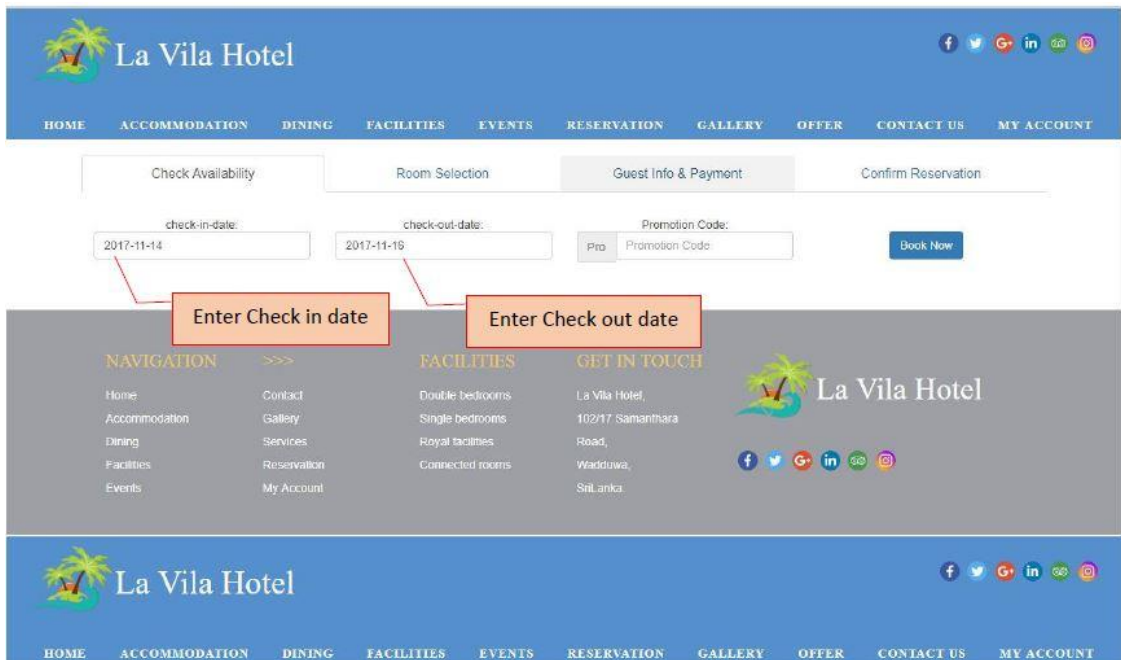 La Vila Hotel
HOME ACCOMMODATION DINING FACILITIES EVENTS RESERVATION GALLERY OFFER CONTACT US MY ACCOUNT
Check Availability Room Selection Guest Info & Payment Confirm Reservation
check-in-date: check-out-date: Promotion Code:
2017-11-14 2017-11-16 Pro Promotion Code Book Now
Enter Check in date Enter Check out date
NAVIGATION >>> FACILITIES GET IN TOUCH
Home Contact Double bedrooms La Vila Hotel, La Vila Hotel
Accommodation Gallery Single bedrooms 102/17 Samanthara
Dining Services Royal facilities Road,
Facilities Reservation Connected rooms Wadduwa,
Events My Account SriLanka.
La Vila Hotel
HOME ACCOMMODATION DINING FACILITIES EVENTS RESERVATION GALLERY OFFER CONTACT US MY ACCOUNT